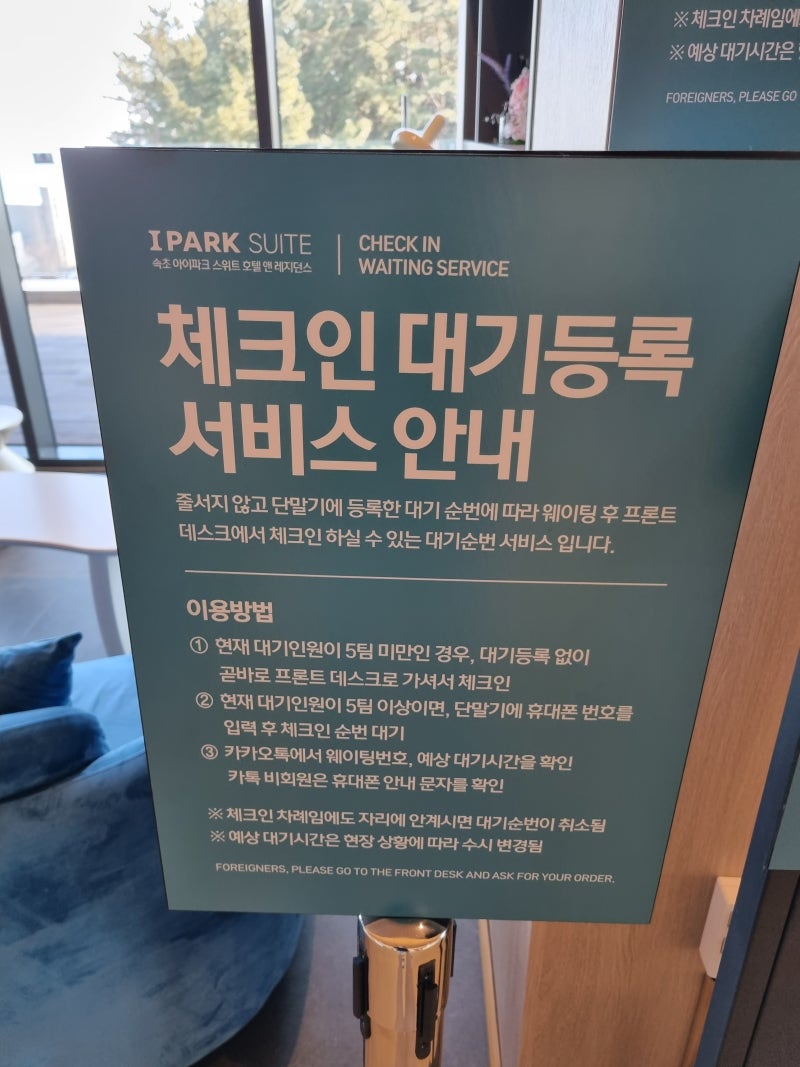 ※ 체크인 차례임에
※ 예상 대기시간은
FOREIGNERS, PLEASE GO
I PARK SUITE
속초 아이파크 스위트 호텔 앤 레지던스
CHECK IN
WAITING SERVICE
체크인 대기등록
서비스 안내
줄서지 않고 단말기에 등록한 대기 순번에 따라 웨이팅 후 프론트
데스크에서 체크인 하실 수 있는 대기순번 서비스 입니다.
이용방법
① 현재 대기인원이 5팀 미만인 경우, 대기등록 없이
곧바로 프론트 데스크로 가셔서 체크인
② 현재 대기인원이 5팀 이상이면, 단말기에 휴대폰 번호를
입력 후 체크인 순번 대기
③ 카카오톡에서 웨이팅번호, 예상 대기시간을 확인
카톡 비회원은 휴대폰 안내 문자를 확인
※ 체크인 차례임에도 자리에 안계시면 대기순번이 취소됨
※ 예상 대기시간은 현장 상황에 따라 수시 변경됨
FOREIGNERS, PLEASE GO TO THE FRONT DESK AND ASK FOR YOUR ORDER.